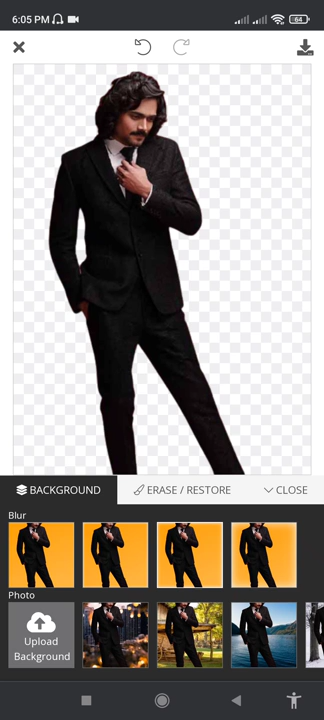 6:05 PM
64
BACKGROUND
ERASE / RESTORE
CLOSE
Blur
Photo
Upload
Background